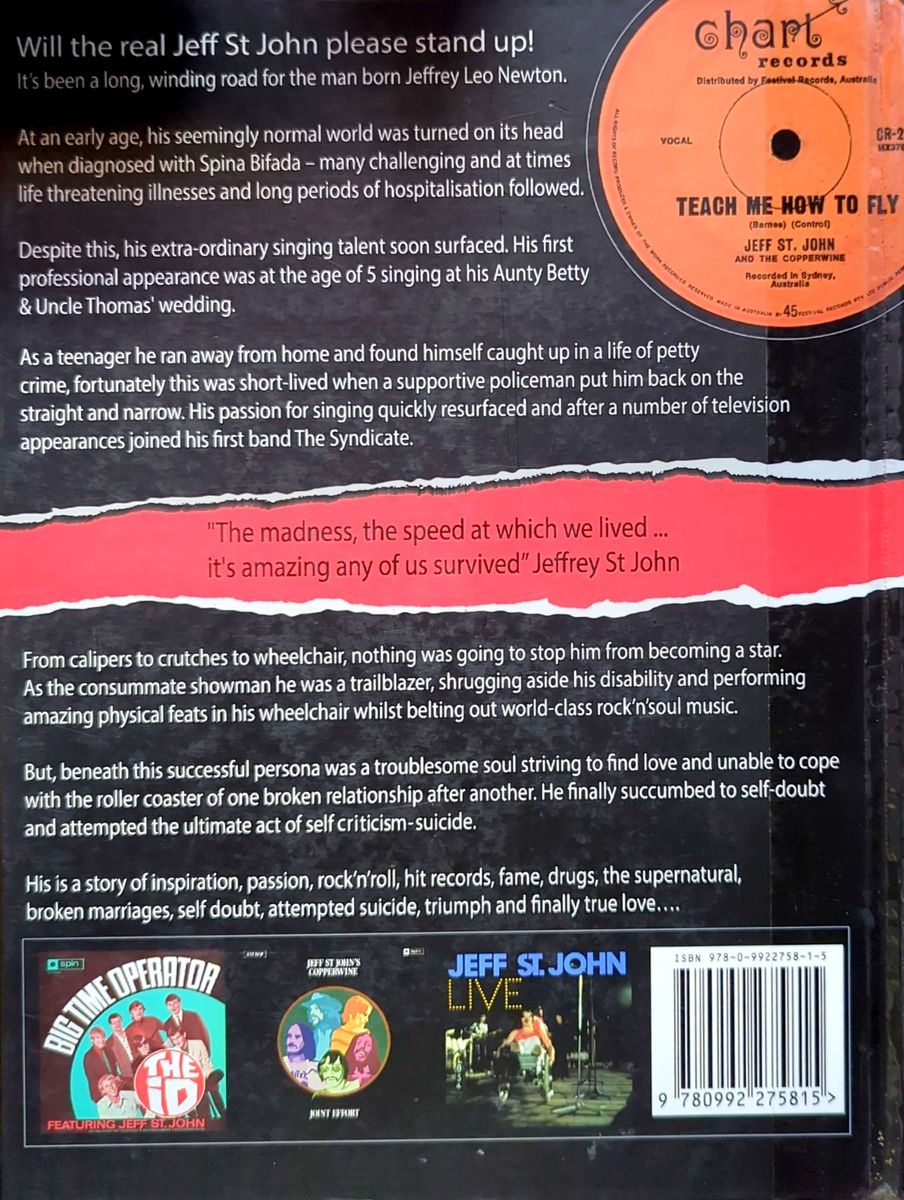 Will the real Jeff St John please stand up!
It's been a long, winding road for the man born Jeffrey Leo Newton.
At an early age, his seemingly normal world was turned on its head
when diagnosed with Spina Bifada – many challenging and at times
life threatening illnesses and long periods of hospitalisation followed.
Despite this, his extra-ordinary singing talent soon surfaced. His first
professional appearance was at the age of 5 singing at his Aunty Betty
& Uncle Thomas' wedding.
As a teenager he ran away from home and found himself caught up in a life of petty
crime, fortunately this was short-lived when a supportive policeman put him back on the
straight and narrow. His passion for singing quickly resurfaced and after a number of television
appearances joined his first band The Syndicate.
chart
records
Distributed by Festival Records, Australia
VOCAL
CR-2
MX378
TEACH ME HOW TO FLY
(Barnes) (Control)
JEFF ST. JOHN
AND THE COPPERWINE
Recorded in Sydney,
Australia
45
"The madness, the speed at which we lived ...
it's amazing any of us survived” Jeffrey St John
From calipers to crutches to wheelchair, nothing was going to stop him from becoming a star.
As the consummate showman he was a trailblazer, shrugging aside his disability and performing
amazing physical feats in his wheelchair whilst belting out world-class rock'n'soul music.
But, beneath this successful persona was a troublesome soul striving to find love and unable to cope
with the roller coaster of one broken relationship after another. He finally succumbed to self-doubt
and attempted the ultimate act of self criticism-suicide.
His is a story of inspiration, passion, rock'n'roll, hit records, fame, drugs, the supernatural,
broken marriages, self doubt, attempted suicide, triumph and finally true love....
spin
STEREO
BIG TIME OPERATOR
THE iD
FEATURING JEFF ST. JOHN
JEFF ST JOHN'S
COPPERWINE
JOINT EFFORT
JEFF ST. JOHN
LIVE
ISBN 978-0-9922758-1-5
9 780992 275815 >